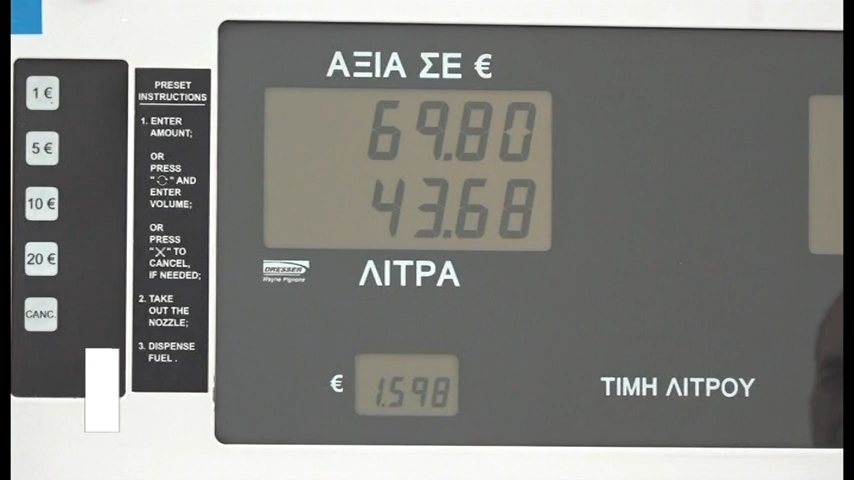 ΑΞΙΑ ΣΕ €
69.80
43.68
ΛΙΤΡΑ
DRESSER
Wayne Pignone
€ 1.598
ΤΙΜΗ ΛΙΤΡΟΥ
1 €
5 €
10 €
20 €
CANC.
PRESET
INSTRUCTIONS
1. ENTER
AMOUNT;
OR
PRESS
" " AND
ENTER
VOLUME;
OR
PRESS
"X" TO
CANCEL,
IF NEEDED;
2. TAKE
OUT THE
NOZZLE;
3. DISPENSE
FUEL .